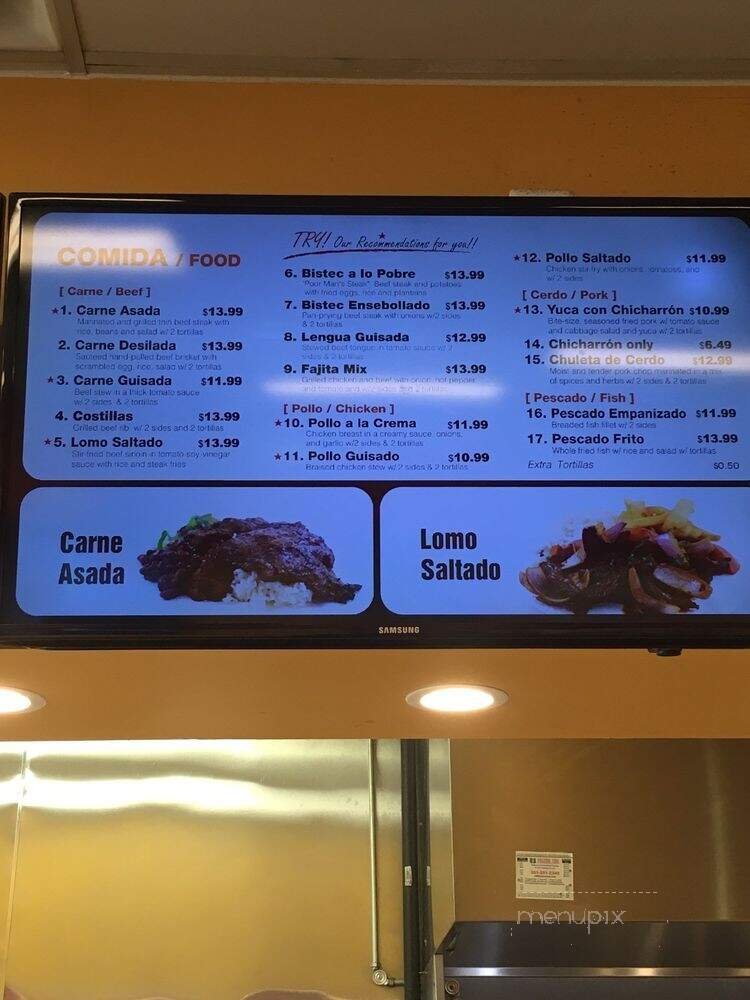 COMIDA / FOOD
[ Carne / Beef ]
★1. Carne Asada $13.99
Marinated and grilled thin beef steak with
rice, beans and salad w/ 2 tortillas
2. Carne Desilada $13.99
Sauteed hand-pulled beef brisket with
scrambled egg, rice, salad w/ 2 tortillas
★3. Carne Guisada $11.99
Beef stew in a thick tomato sauce
w/ 2 sides & 2 tortillas
4. Costillas $13.99
Grilled beef rib w/ 2 sides and 2 tortillas
★5. Lomo Saltado $13.99
Stir-fried beef sirloin in tomato-soy-vinegar
sauce with rice and steak fries
TRY! Our Recommendations for you!!
6. Bistec a lo Pobre $13.99
"Poor Man's Steak" Beef steak and potatoes
with fried eggs, rice and plantains
7. Bistec Ensebollado $13.99
Pan-frying beef steak with onions w/2 sides
& 2 tortillas
8. Lengua Guisada $12.99
Stewed beef tongue in tomato sauce w/ 2
sides & 2 tortillas
9. Fajita Mix $13.99
Grilled chicken and beef with onion, hot pepper
and tomato w/ 2 sides and 2 tortillas
[ Pollo / Chicken ]
★10. Pollo a la Crema $11.99
Chicken breast in a creamy sauce, onions,
and garlic w/2 sides & 2 tortillas
★11. Pollo Guisado $10.99
Braised chicken stew w/ 2 sides & 2 tortillas
★12. Pollo Saltado $11.99
Chicken stir fry with onions, tomatoes, and
w/ 2 sides
[ Cerdo / Pork ]
★13. Yuca con Chicharrón $10.99
Bite-size, seasoned fried pork w/ tomato sauce
and cabbage salad and yuca w/ 2 tortillas
14. Chicharrón only $6.49
15. Chuleta de Cerdo $12.99
Moist and tender pork chop marinated in a mix
of spices and herbs w/ 2 sides & 2 tortillas
[ Pescado / Fish ]
16. Pescado Empanizado $11.99
Breaded fish fillet w/ 2 sides
17. Pescado Frito $13.99
Whole fried fish w/ rice and salad w/ tortillas
Extra Tortillas $0.50
Carne
Asada
Lomo
Saltado
SAMSUNG
menupix